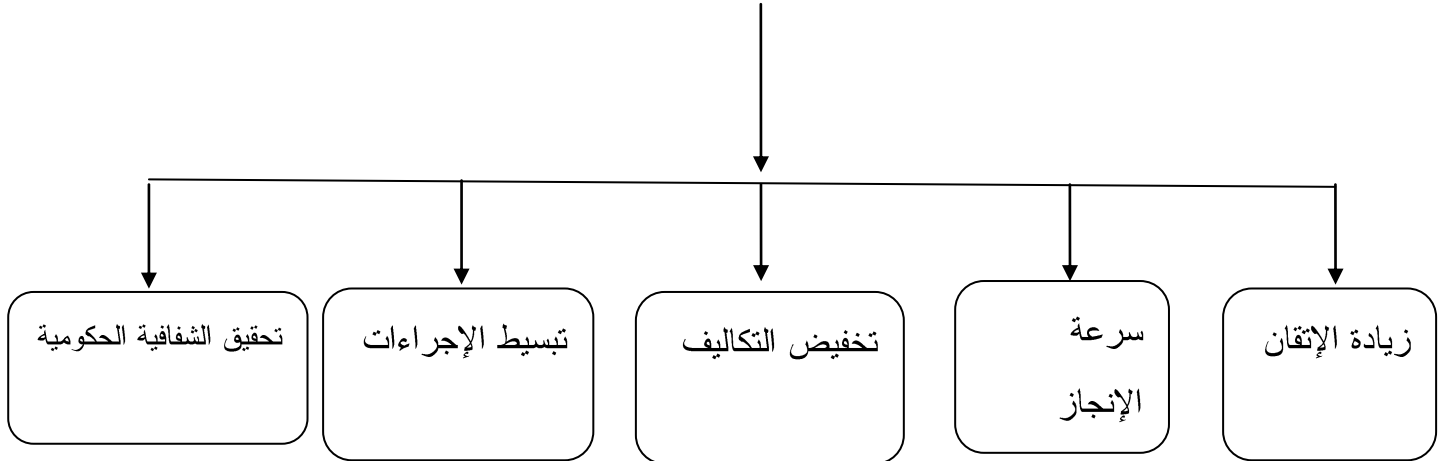 زيادة الإتقان
سرعة
الإنجاز
تخفيض التكاليف
تبسيط الإجراءات
تحقيق الشفافية الحكومية